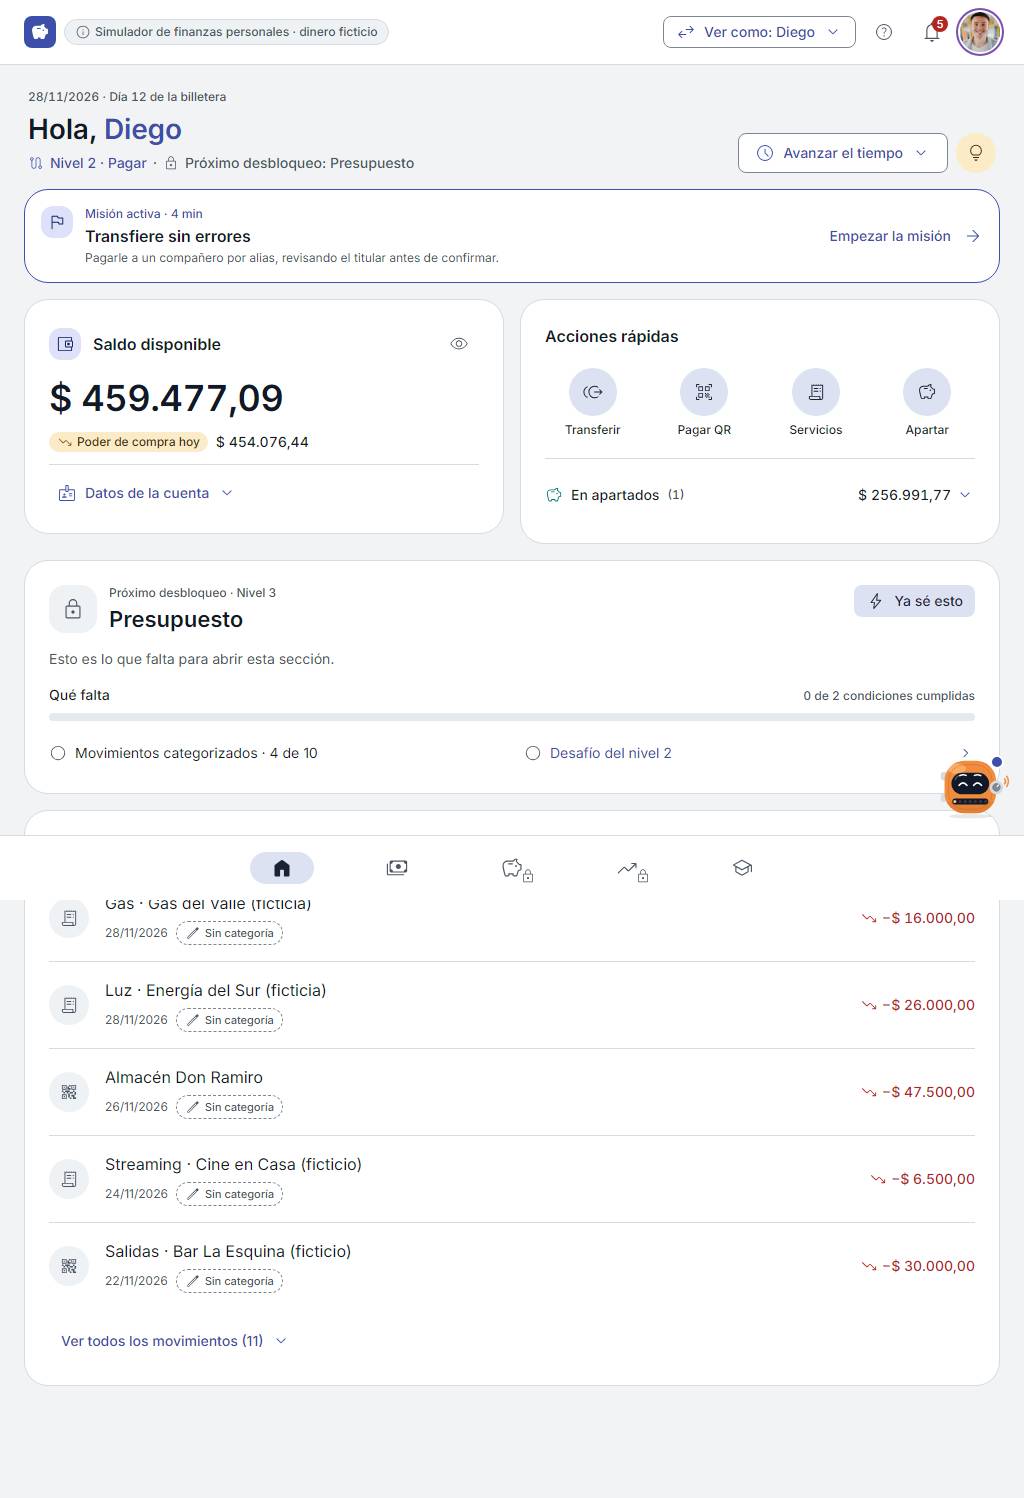 Simulador de finanzas personales · dinero ficticio
Ver como: Diego
5
28/11/2026 · Día 12 de la billetera
Hola, Diego
Nivel 2 · Pagar · Próximo desbloqueo: Presupuesto
Avanzar el tiempo
Misión activa · 4 min
Transfiere sin errores
Pagarle a un compañero por alias, revisando el titular antes de confirmar.
Empezar la misión
Saldo disponible
$ 459.477,09
Poder de compra hoy $ 454.076,44
Datos de la cuenta
Acciones rápidas
Transferir Pagar QR Servicios Apartar
En apartados (1) $ 256.991,77
Próximo desbloqueo · Nivel 3
Presupuesto
Ya sé esto
Esto es lo que falta para abrir esta sección.
Qué falta 0 de 2 condiciones cumplidas
Movimientos categorizados · 4 de 10 Desafío del nivel 2
Gas · Gas del Valle (ficticia)
28/11/2026 Sin categoría −$ 16.000,00
Luz · Energía del Sur (ficticia)
28/11/2026 Sin categoría −$ 26.000,00
Almacén Don Ramiro
26/11/2026 Sin categoría −$ 47.500,00
Streaming · Cine en Casa (ficticio)
24/11/2026 Sin categoría −$ 6.500,00
Salidas · Bar La Esquina (ficticio)
22/11/2026 Sin categoría −$ 30.000,00
Ver todos los movimientos (11)